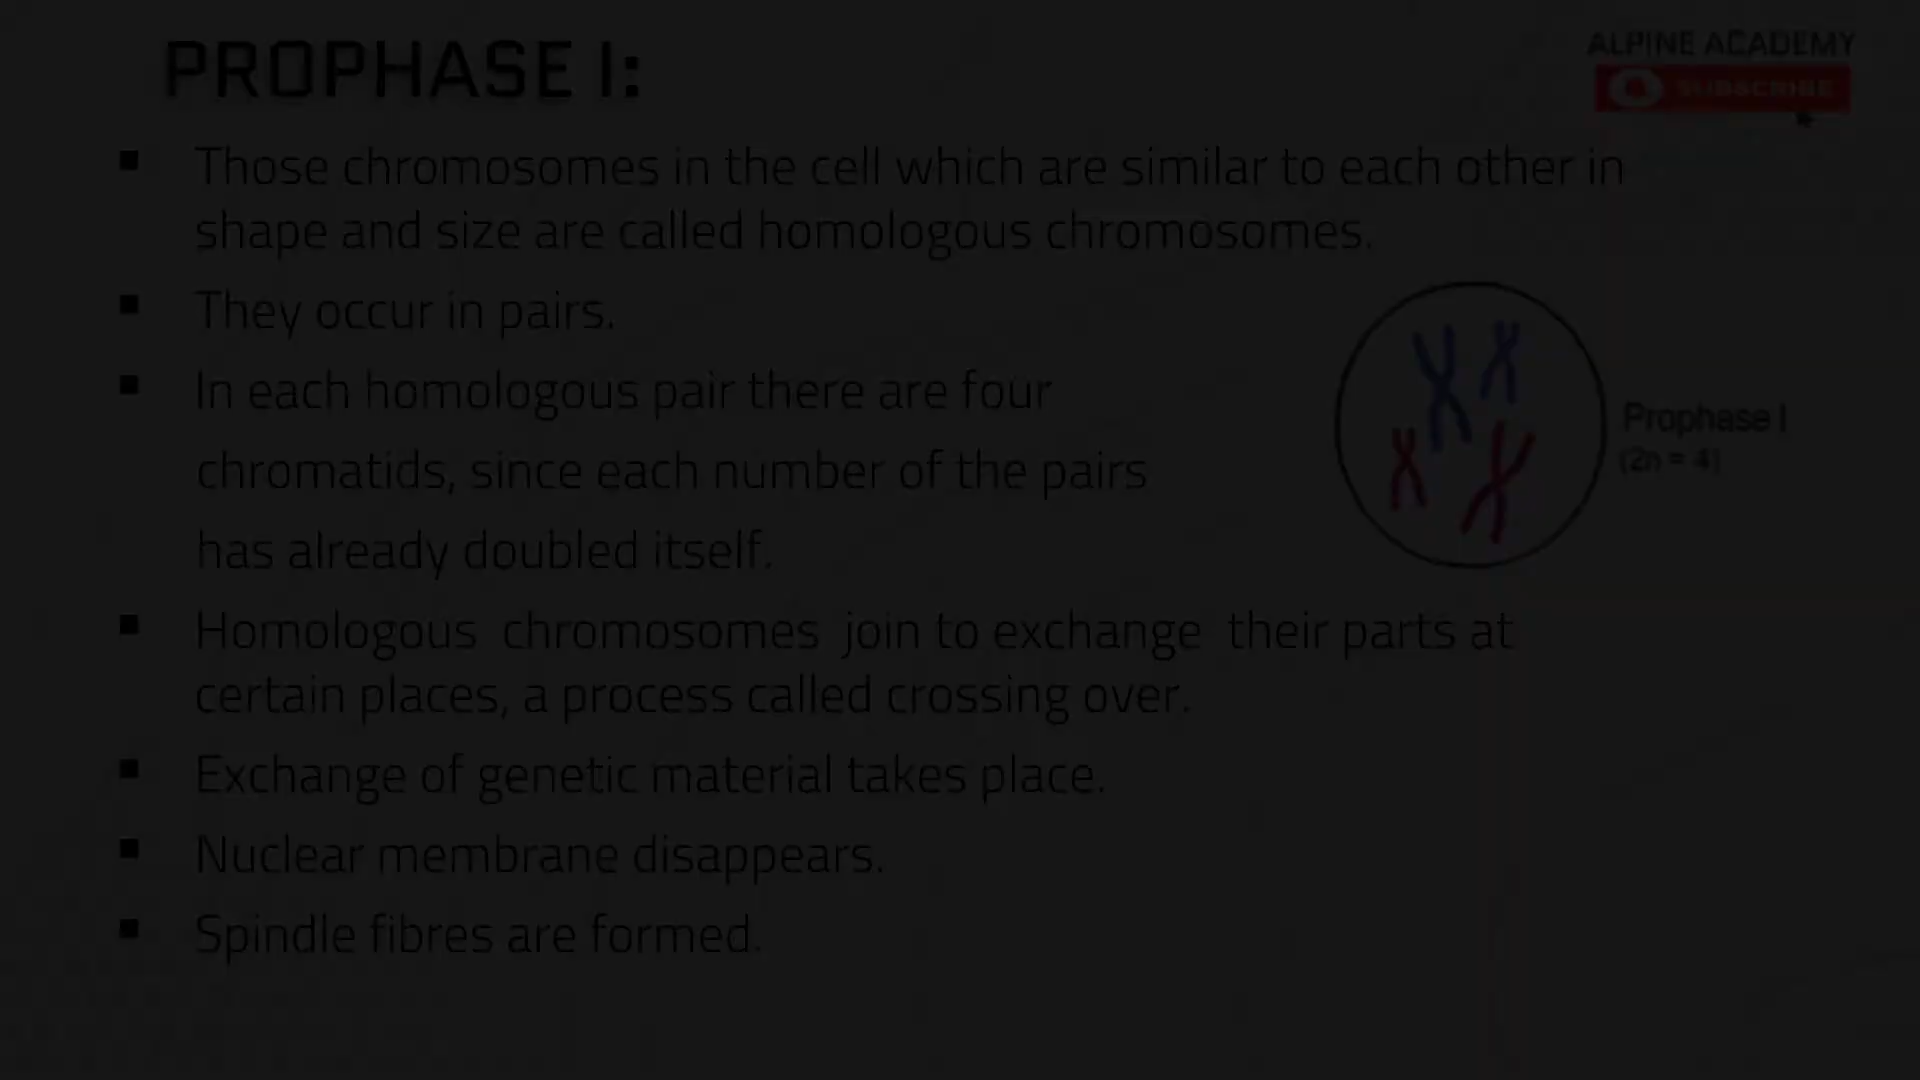 PROPHASE I:
ALPINE ACADEMY
SUBSCRIBE
Those chromosomes in the cell which are similar to each other in
shape and size are called homologous chromosomes.
They occur in pairs.
In each homologous pair there are four
chromatids, since each number of the pairs
has already doubled itself.
Prophase I
(2n = 4)
Homologous chromosomes join to exchange their parts at
certain places, a process called crossing over.
Exchange of genetic material takes place.
Nuclear membrane disappears.
Spindle fibres are formed.